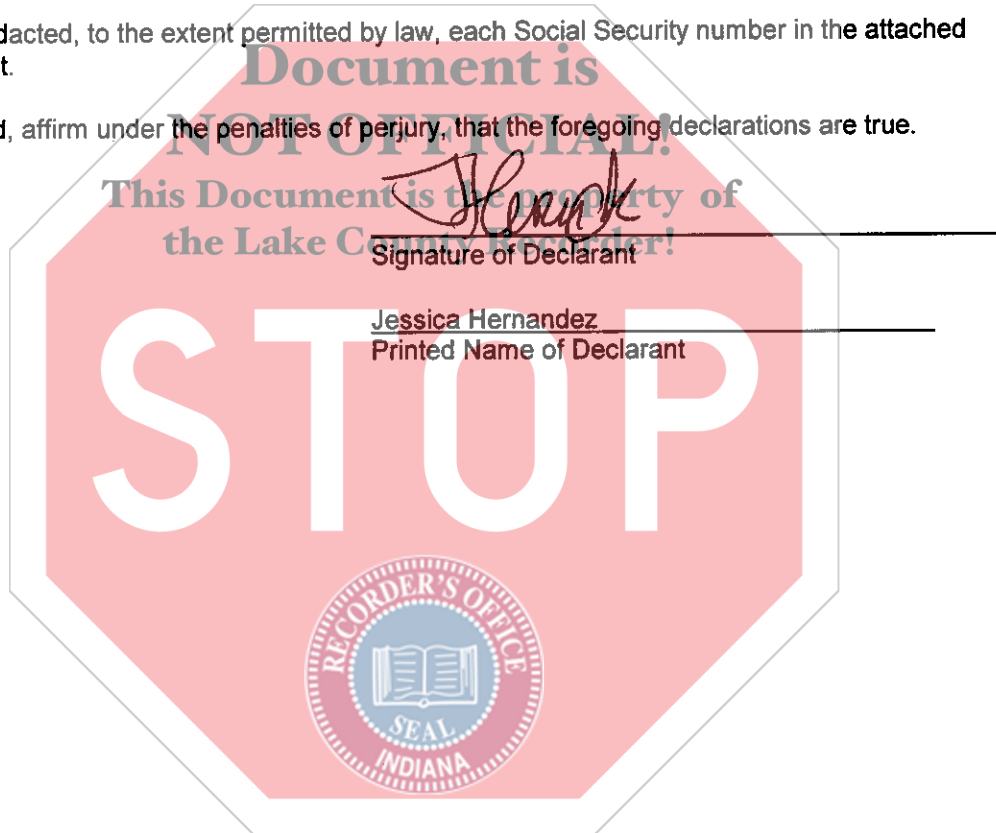 dacted, to the extent permitted by law, each Social Security number in the attached
t.
Document is
d, affirm under the penalties of perjury, that the foregoing declarations are true.
NOT OFFICIAL!
This Document is the property of
the Lake County Recorder!
Signature of Declarant
Jessica Hernandez
Printed Name of Declarant
STOP
RECORDER'S OFFICE
SEAL
INDIANA